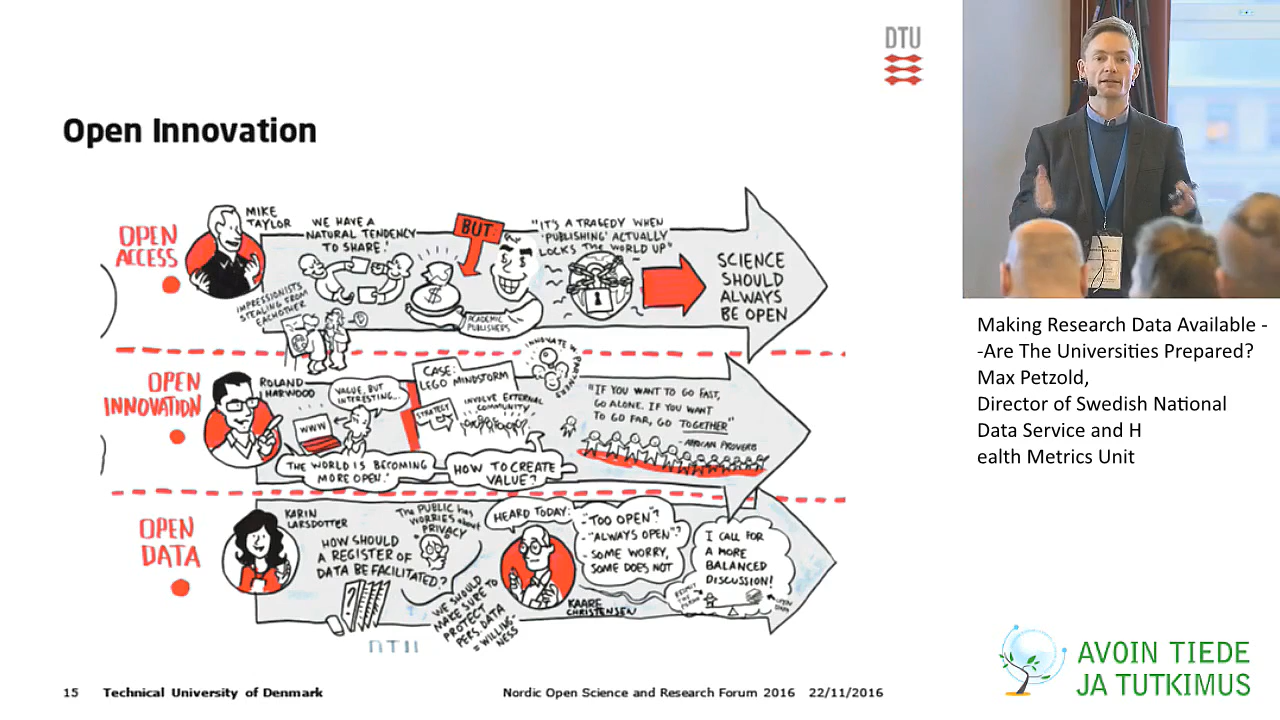 DTU
Open Innovation
OPEN
ACCESS
MIKE
TAYLOR
WE HAVE A
NATURAL TENDENCY
TO SHARE.'
IMPRESSIONISTS
STEALING FROM
EACHOTHER
BUT
ACADEMIC
PUBLISHERS
"IT'S A TRAGEDY WHEN
'PUBLISHING' ACTUALLY
LOCKS THE WORLD UP"
SCIENCE
SHOULD
ALWAYS
BE OPEN
OPEN
INNOVATION
ROLAND
HARWOOD
WWW
VALUE, BUT
INTERESTING...
THE WORLD IS BECOMING
MORE OPEN.'
CASE:
LEGO MINDSTORM
STRATEGY
INVOLVE EXTERNAL
COMMUNITY
INNOVATE W. PARTNERS
HOW TO CREATE
VALUE?
"IF YOU WANT TO GO FAST,
GO ALONE. IF YOU WANT
TO GO FAR, GO TOGETHER"
- AFRICAN PROVERB
OPEN
DATA
KARIN
LARSDOTTER
HOW SHOULD
A REGISTER OF
DATA BE FACILITATED?
THE PUBLIC HAS
WORRIES ABOUT
PRIVACY
WE SHOULD
MAKE SURE TO
PROTECT
PERS. DATA
= WILLING-
NESS
HEARD TODAY:
KAARE
CHRISTENSEN
- "TOO OPEN"?
- "ALWAYS OPEN"?
- SOME WORRY,
SOME DOES NOT
I CALL FOR
A MORE
BALANCED
DISCUSSION!
OPEN
DATA
DTU
15 Technical University of Denmark Nordic Open Science and Research Forum 2016 22/11/2016
Making Research Data Available -
-Are The Universities Prepared?
Max Petzold,
Director of Swedish National
Data Service and H
ealth Metrics Unit
AVOIN TIEDE
JA TUTKIMUS